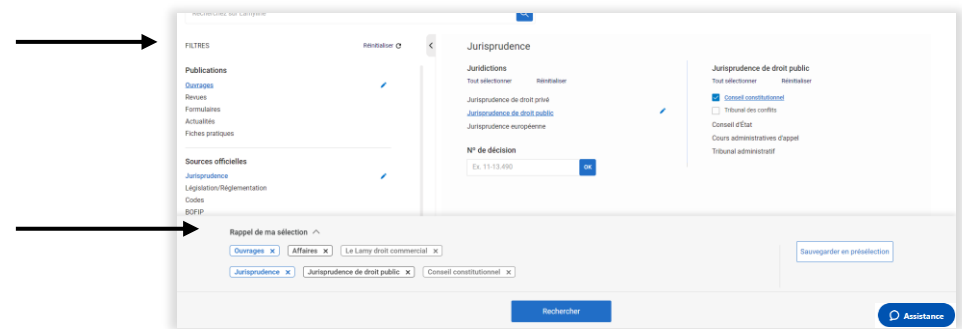 Recherchez sur Lamyline
FILTRES
Réinitialiser
Publications
Ouvrages
Revues
Formulaires
Actualités
Fiches pratiques
Sources officielles
Jurisprudence
Législation/Réglementation
Codes
BOFIP
Jurisprudence
Juridictions
Tout sélectionner Réinitialiser
Jurisprudence de droit privé
Jurisprudence de droit public
Jurisprudence européenne
N° de décision
Ex. 11-13.490 OK
Jurisprudence de droit public
Tout sélectionner Réinitialiser
Conseil constitutionnel
Tribunal des conflits
Conseil d'État
Cours administratives d'appel
Tribunal administratif
Rappel de ma sélection
Ouvrages x Affaires x Le Lamy droit commercial x
Jurisprudence x Jurisprudence de droit public x Conseil constitutionnel x
Sauvegarder en présélection
Rechercher
Assistance